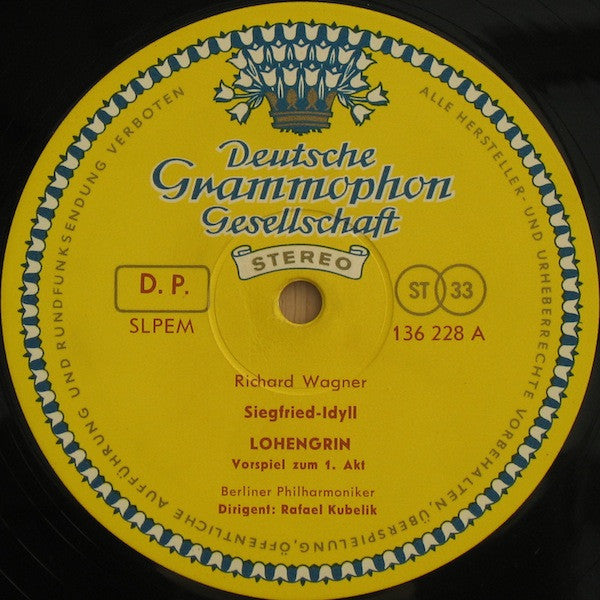 ALLE HERSTELLER- UND URHEBERRECHTE VORBEHALTEN, ÜBERSPIELUNG, ÖFFENTLICHE AUFFÜHRUNG UND RUNDFUNKSENDUNG VERBOTEN
Deutsche
Grammophon
Gesellschaft
STEREO
D. P.
ST 33
SLPEM
136 228 A
Richard Wagner
Siegfried-Idyll
LOHENGRIN
Vorspiel zum 1. Akt
Berliner Philharmoniker
Dirigent: Rafael Kubelik